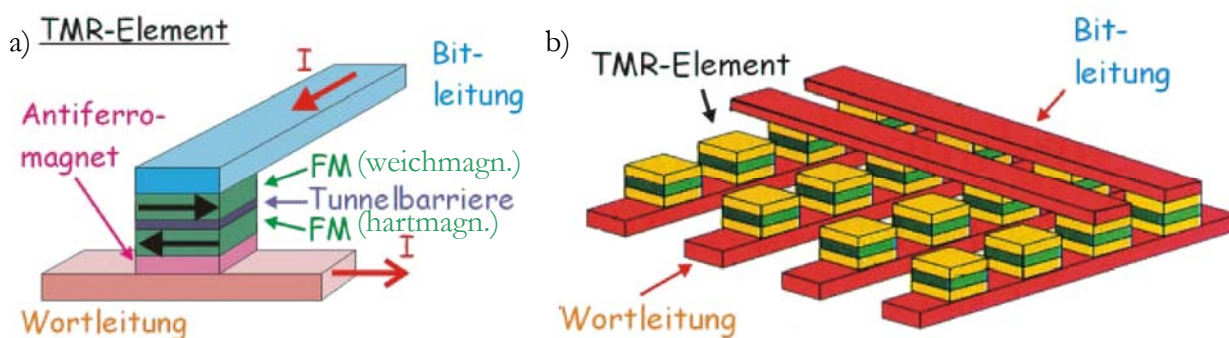 a) TMR-Element
I
Bit-
leitung
Antiferro-
magnet
FM (weichmagn.)
Tunnelbarriere
FM (hartmagn.)
I
Wortleitung
b)
TMR-Element
Bit-
leitung
Wortleitung